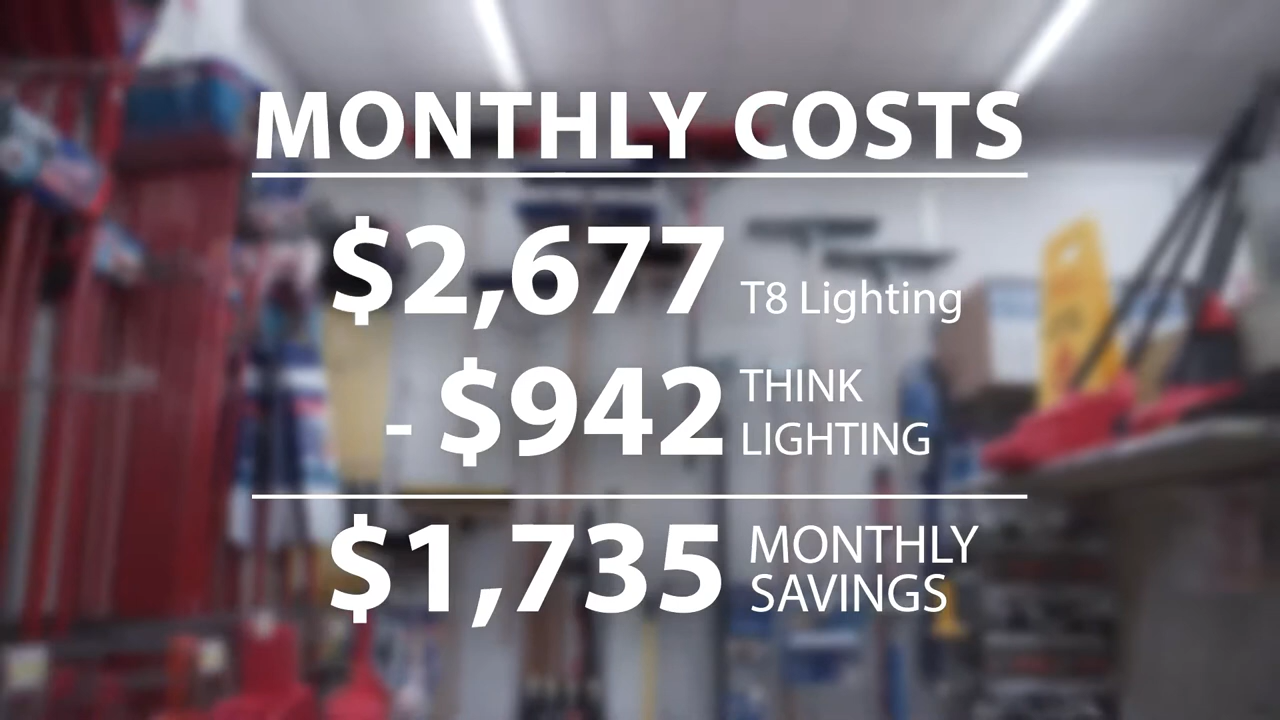 MONTHLY COSTS
$2,677 T8 Lighting
- $942 THINK LIGHTING
$1,735 MONTHLY SAVINGS